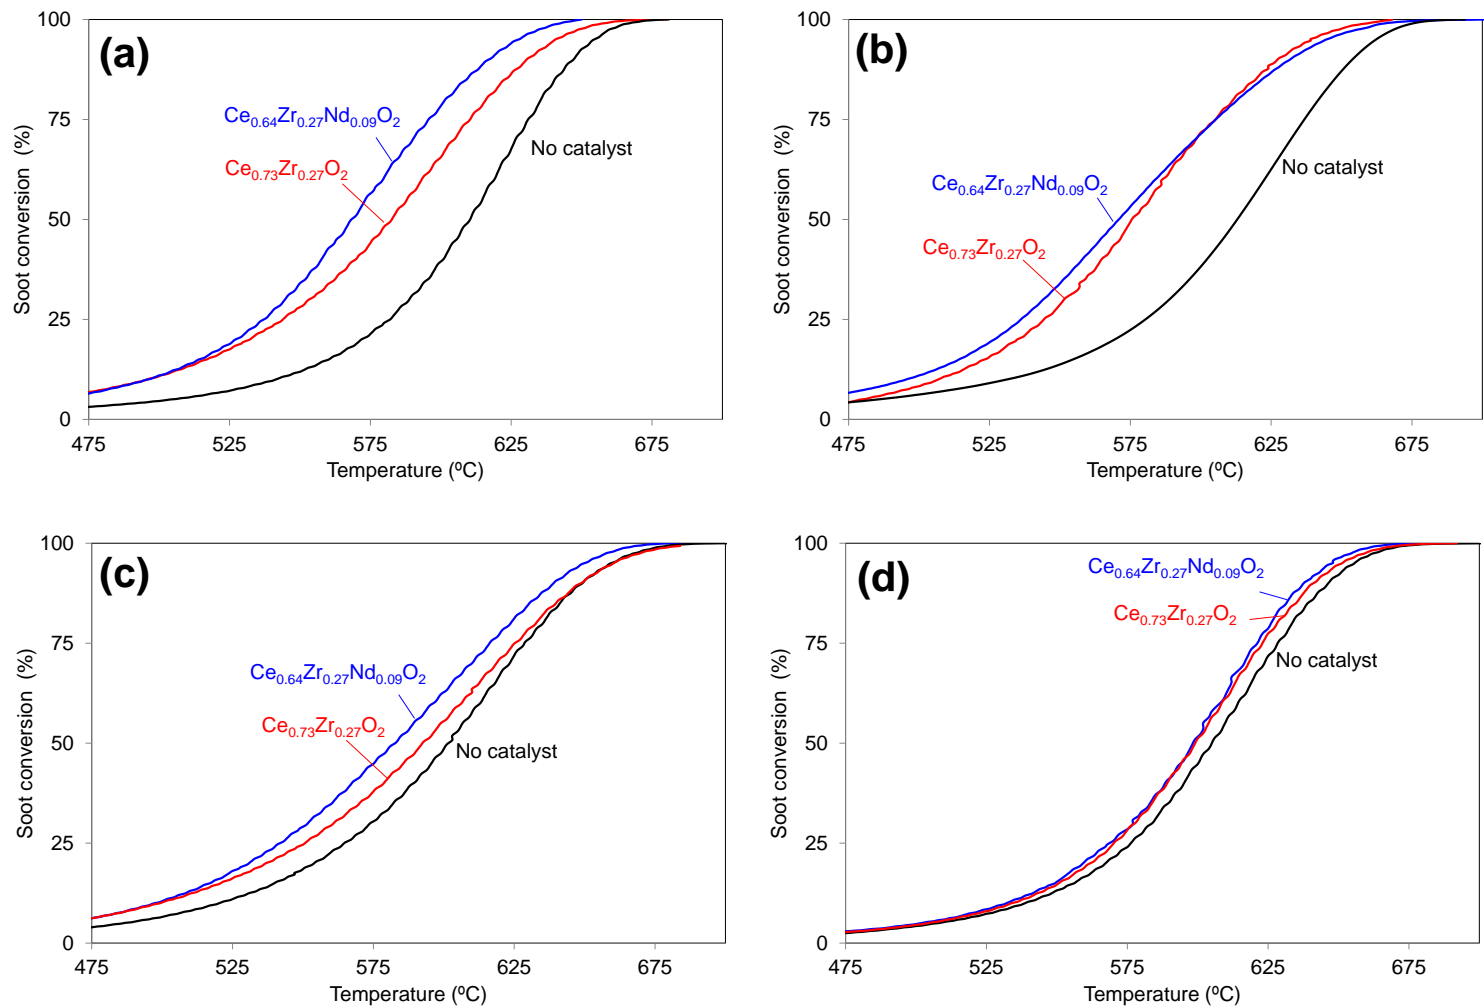 (a)
100
75
50
25
0
Soot conversion (%)
Ce0.64Zr0.27Nd0.09O2
Ce0.73Zr0.27O2
No catalyst
475 525 575 625 675
Temperature (ºC)
(b)
100
75
50
25
0
Soot conversion (%)
No catalyst
Ce0.64Zr0.27Nd0.09O2
Ce0.73Zr0.27O2
475 525 575 625 675
Temperature (ºC)
(c)
100
75
50
25
0
Soot conversion (%)
Ce0.64Zr0.27Nd0.09O2
Ce0.73Zr0.27O2
No catalyst
475 525 575 625 675
Temperature (ºC)
(d)
100
75
50
25
0
Soot conversion (%)
Ce0.64Zr0.27Nd0.09O2
Ce0.73Zr0.27O2
No catalyst
475 525 575 625 675
Temperature (ºC)